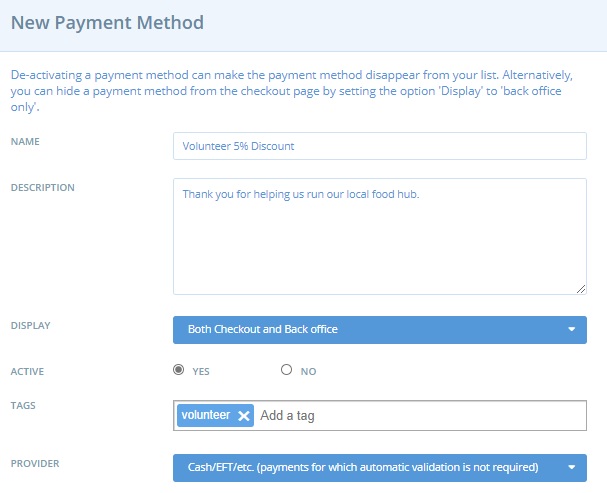 New Payment Method
De-activating a payment method can make the payment method disappear from your list. Alternatively,
you can hide a payment method from the checkout page by setting the option 'Display' to 'back office
only'.
NAME
Volunteer 5% Discount
DESCRIPTION
Thank you for helping us run our local food hub.
DISPLAY
Both Checkout and Back office
ACTIVE
YES NO
TAGS
volunteer Add a tag
PROVIDER
Cash/EFT/etc. (payments for which automatic validation is not required)